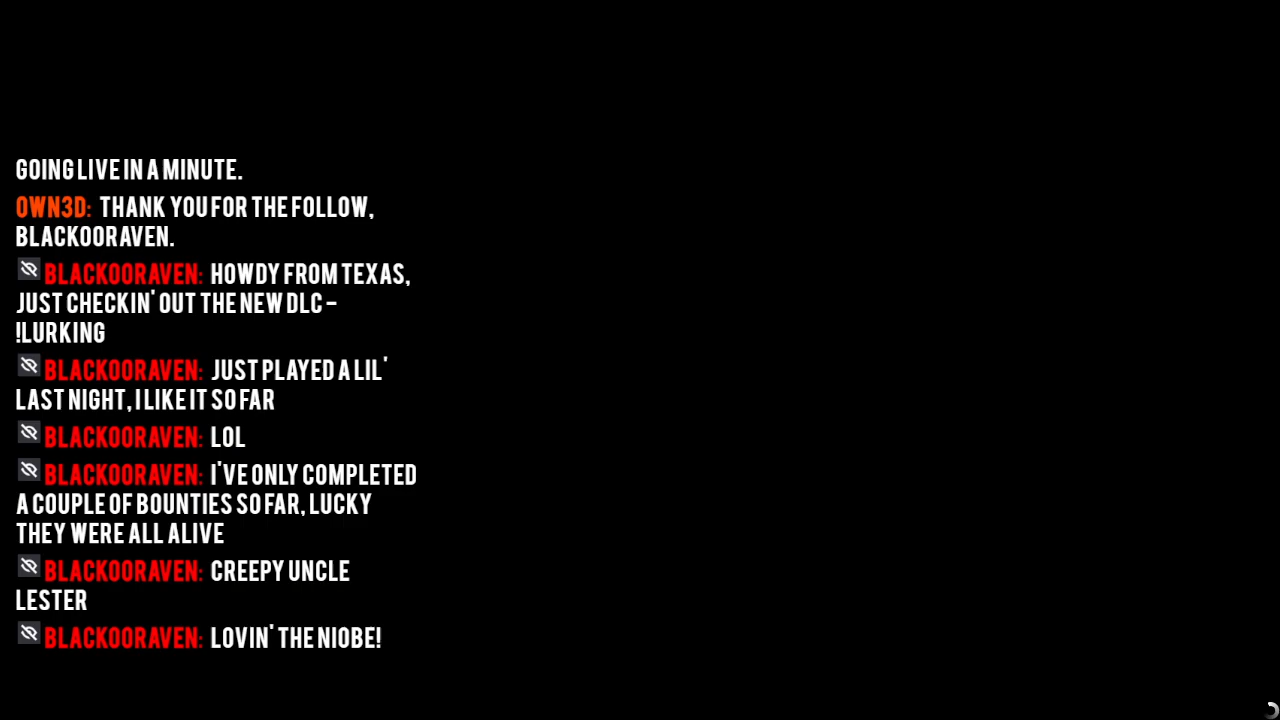 GOING LIVE IN A MINUTE.
OWN3D: THANK YOU FOR THE FOLLOW,
BLACKOORAVEN.
BLACKOORAVEN: HOWDY FROM TEXAS,
JUST CHECKIN' OUT THE NEW DLC –
!LURKING
BLACKOORAVEN: JUST PLAYED A LIL'
LAST NIGHT, I LIKE IT SO FAR
BLACKOORAVEN: LOL
BLACKOORAVEN: I'VE ONLY COMPLETED
A COUPLE OF BOUNTIES SO FAR, LUCKY
THEY WERE ALL ALIVE
BLACKOORAVEN: CREEPY UNCLE
LESTER
BLACKOORAVEN: LOVIN' THE NIOBE!